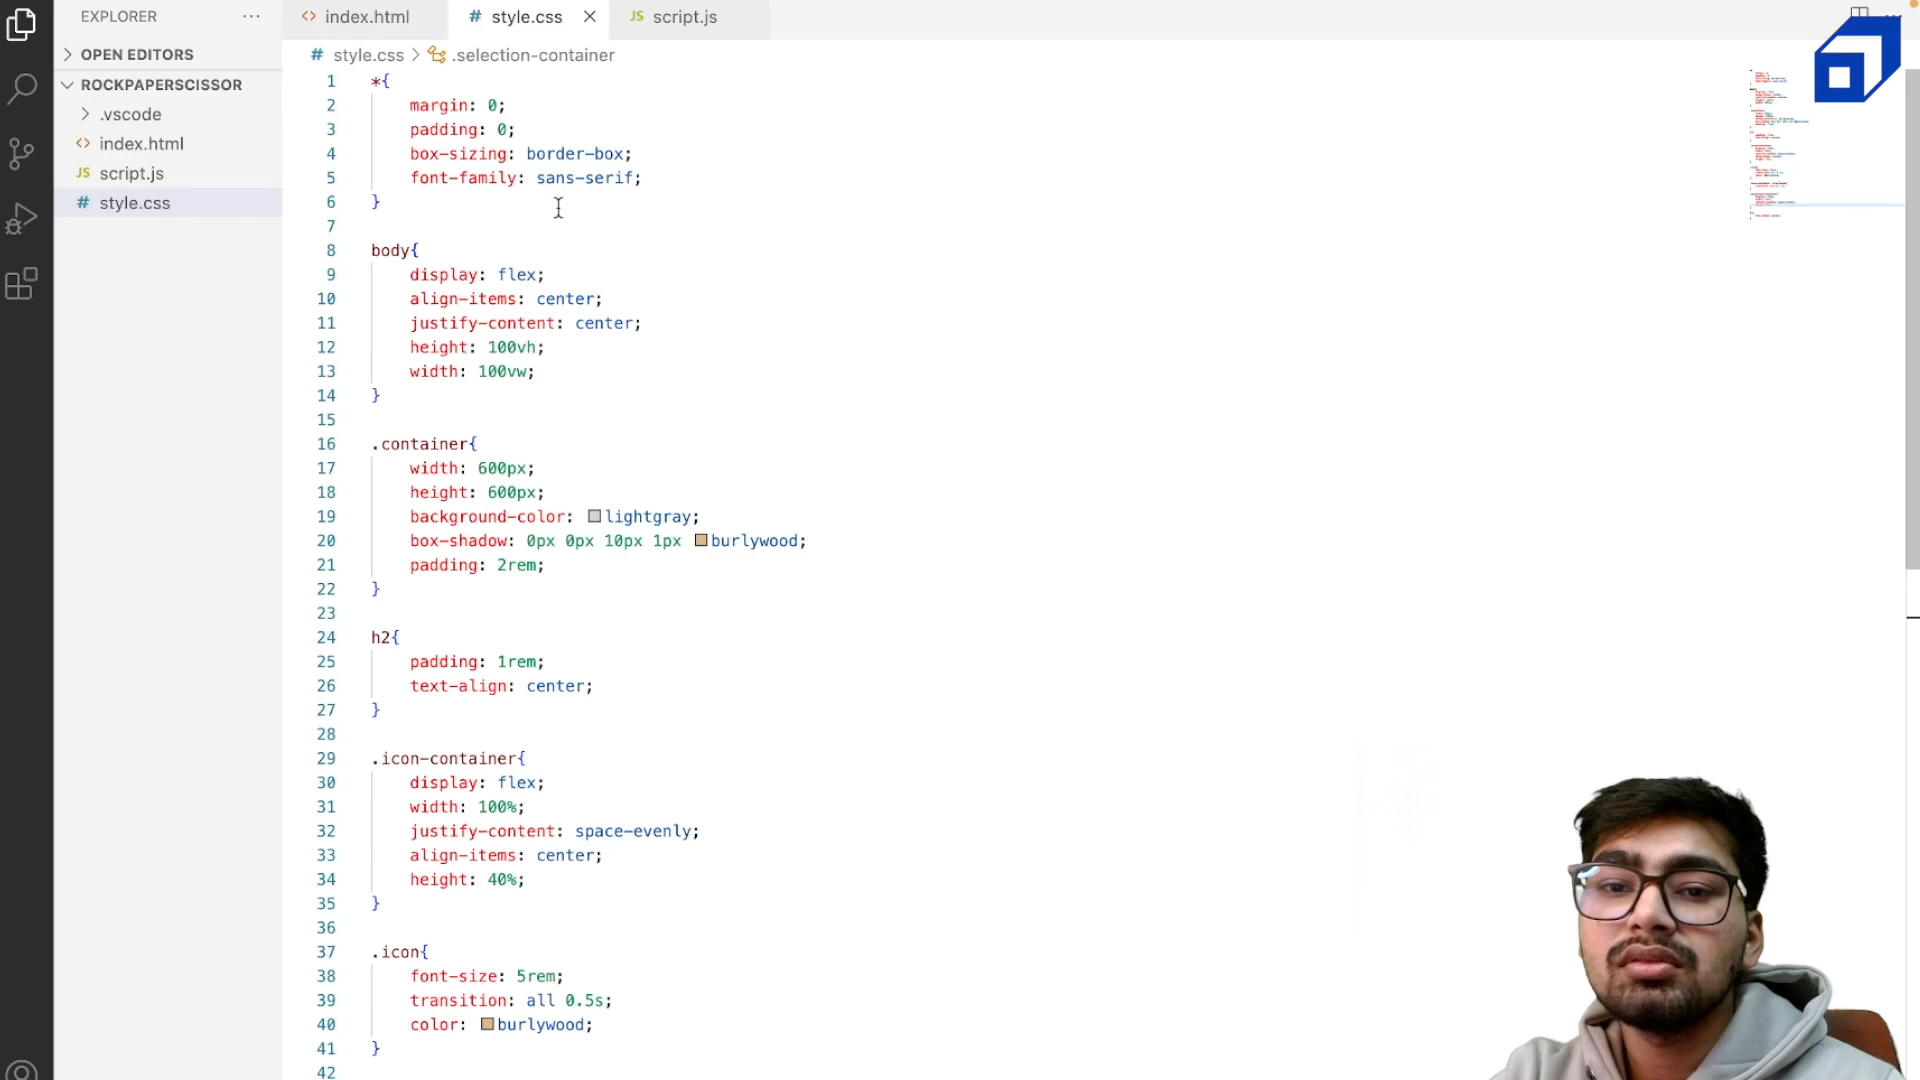 EXPLORER
OPEN EDITORS
ROCKPAPERSCISSOR
.vscode
index.html
JS script.js
# style.css
index.html
# style.css
JS script.js
# style.css > .selection-container
1 *{
2 margin: 0;
3 padding: 0;
4 box-sizing: border-box;
5 font-family: sans-serif;
6 }
7
8 body{
9 display: flex;
10 align-items: center;
11 justify-content: center;
12 height: 100vh;
13 width: 100vw;
14 }
15
16 .container{
17 width: 600px;
18 height: 600px;
19 background-color: lightgray;
20 box-shadow: 0px 0px 10px 1px burlywood;
21 padding: 2rem;
22 }
23
24 h2{
25 padding: 1rem;
26 text-align: center;
27 }
28
29 .icon-container{
30 display: flex;
31 width: 100%;
32 justify-content: space-evenly;
33 align-items: center;
34 height: 40%;
35 }
36
37 .icon{
38 font-size: 5rem;
39 transition: all 0.5s;
40 color: burlywood;
41 }
42